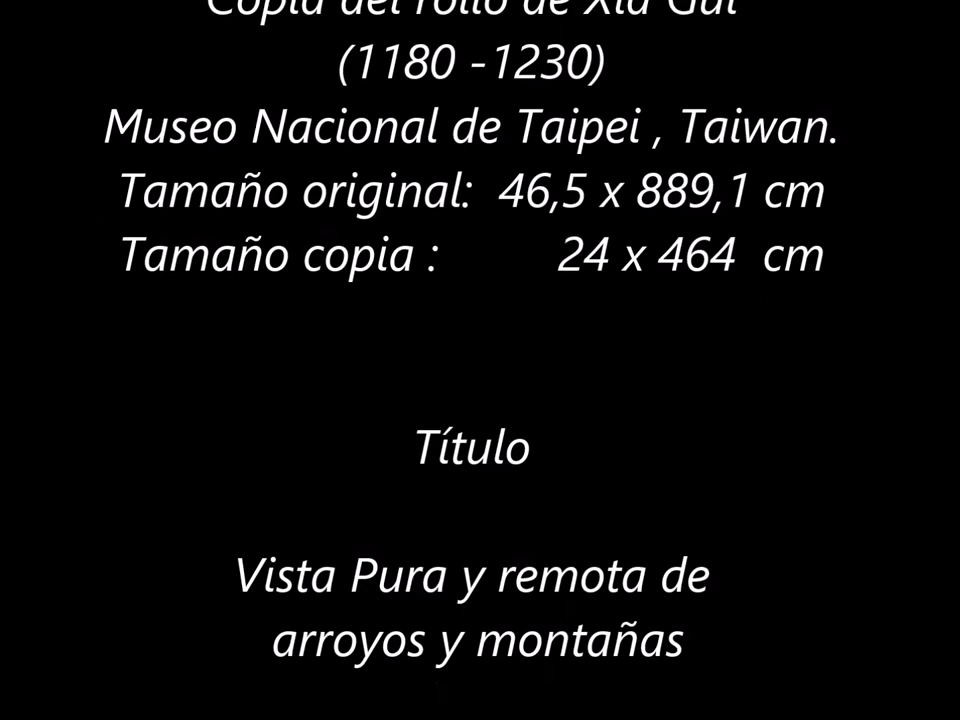 Copia del rollo de Xia Gui
(1180 -1230)
Museo Nacional de Taipei , Taiwan.
Tamaño original: 46,5 x 889,1 cm
Tamaño copia : 24 x 464 cm
Título
Vista Pura y remota de
arroyos y montañas